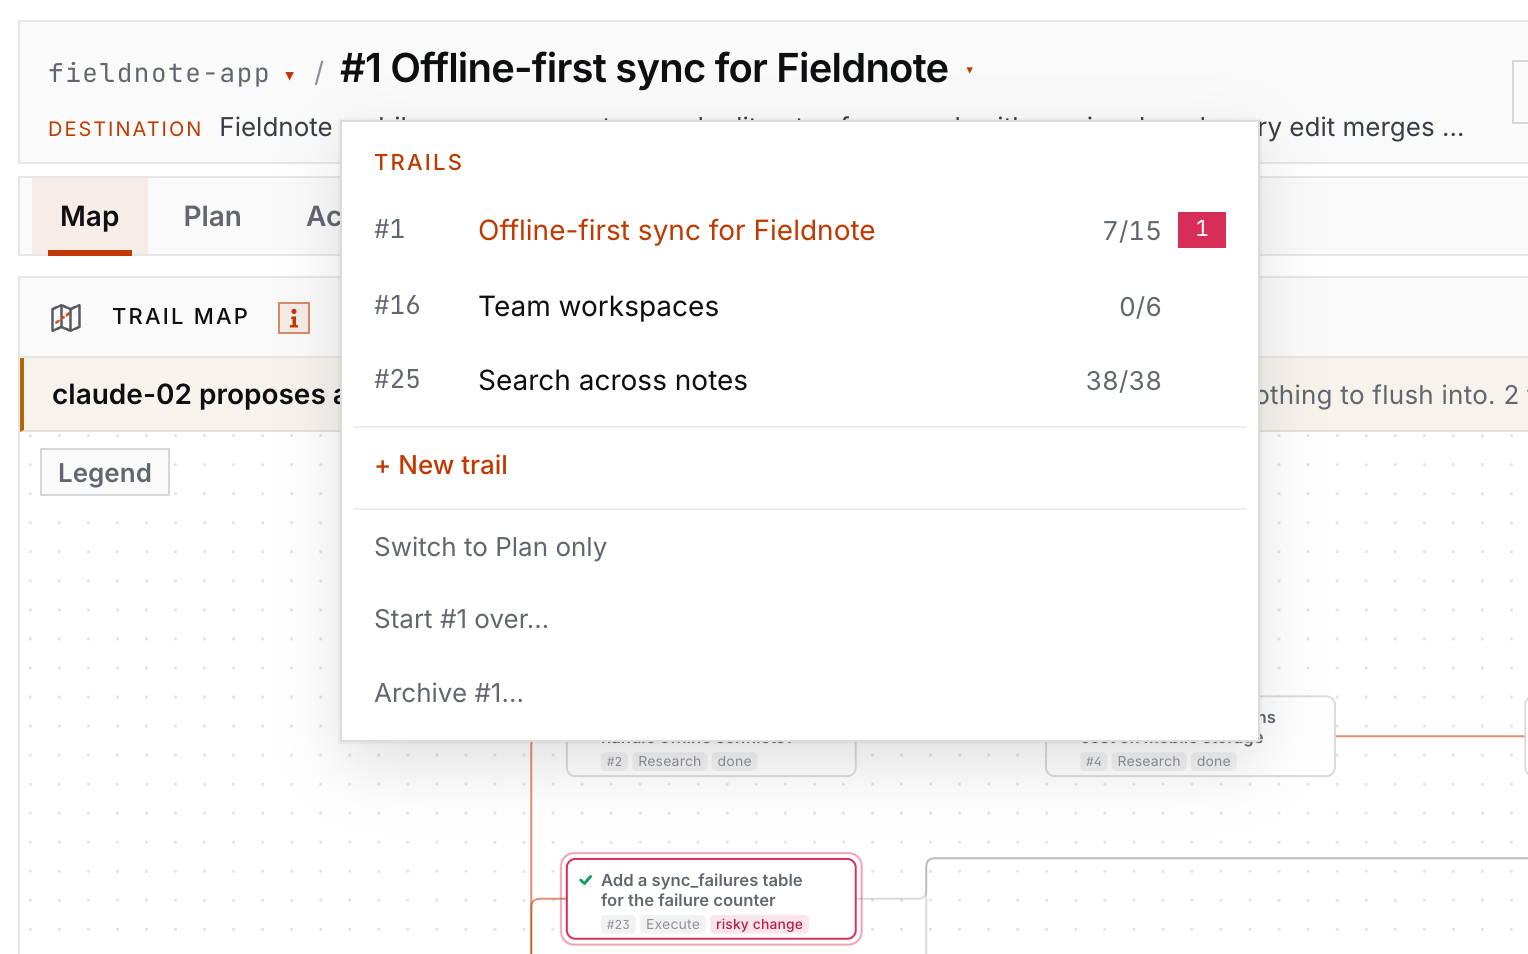 fieldnote-app ▾ / #1 Offline-first sync for Fieldnote ▾
DESTINATION Fieldnote ry edit merges ...
TRAILS
#1 Offline-first sync for Fieldnote 7/15 1
#16 Team workspaces 0/6
#25 Search across notes 38/38
+ New trail
Switch to Plan only
Start #1 over...
Archive #1...
Map Plan Ac
TRAIL MAP i
claude-02 proposes othing to flush into. 2
Legend
#2 Research done
ns
#4 Research done
Add a sync_failures table
for the failure counter
#23 Execute risky change